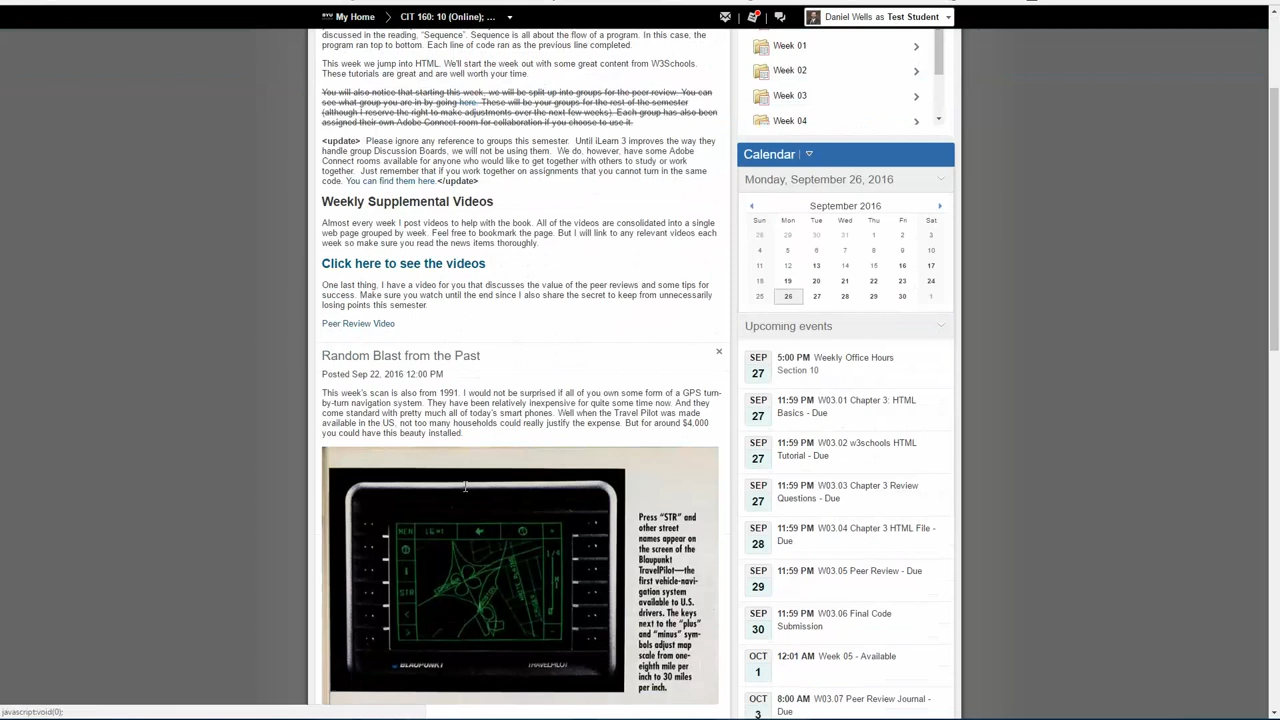 My Home
CIT 160: 10 (Online); ...
Daniel Wells as Test Student
discussed in the reading, “Sequence”. Sequence is all about the flow of a program. In this case, the
program ran top to bottom. Each line of code ran as the previous line completed.
This week we jump into HTML. We'll start the week out with some great content from W3Schools.
These tutorials are great and are well worth your time.
You will also notice that starting this week, we will be split up into groups for the peer review. You can
see what group you are in by going here. These will be your groups for the rest of the semester
(although I reserve the right to make adjustments over the next few weeks). Each group has also been
assigned their own Adobe Connect room for collaboration if you choose to use it.
<update> Please ignore any reference to groups this semester. Until iLearn 3 improves the way they
handle group Discussion Boards, we will not be using them. We do, however, have some Adobe
Connect rooms available for anyone who would like to get together with others to study or work
together. Just remember that if you work together on assignments that you cannot turn in the same
code. You can find them here.</update>
Weekly Supplemental Videos
Almost every week I post videos to help with the book. All of the videos are consolidated into a single
web page grouped by week. Feel free to bookmark the page. But I will link to any relevant videos each
week so make sure you read the news items thoroughly.
Click here to see the videos
One last thing, I have a video for you that discusses the value of the peer reviews and some tips for
success. Make sure you watch until the end since I also share the secret to keep from unnecessarily
losing points this semester.
Peer Review Video
Random Blast from the Past
Posted Sep 22, 2016 12:00 PM
This week's scan is also from 1991. I would not be surprised if all of you own some form of a GPS turn-
by-turn navigation system. They have been relatively inexpensive for quite some time now. And they
come standard with pretty much all of today's smart phones. Well when the Travel Pilot was made
available in the US, not too many households could really justify the expense. But for around $4,000
you could have this beauty installed.
MEN
STR
BLAUPUNKT
TRAVELPILOT
Press “STR” and
other street
names appear on
the screen of the
Blaupunkt
TravelPilot—the
first vehicle-navi-
gation system
available to U.S.
drivers. The keys
next to the “plus”
and “minus” sym-
bols adjust map
scale from one-
eighth mile per
inch to 30 miles
per inch.
Week 01
Week 02
Week 03
Week 04
Calendar
Monday, September 26, 2016
September 2016
Sun Mon Tue Wed Thu Fri Sat
28 29 30 31 1 2 3
4 5 6 7 8 9 10
11 12 13 14 15 16 17
18 19 20 21 22 23 24
25 26 27 28 29 30 1
Upcoming events
SEP 27
5:00 PM Weekly Office Hours
Section 10
SEP 27
11:59 PM W03.01 Chapter 3: HTML
Basics - Due
SEP 27
11:59 PM W03.02 w3schools HTML
Tutorial - Due
SEP 27
11:59 PM W03.03 Chapter 3 Review
Questions - Due
SEP 28
11:59 PM W03.04 Chapter 3 HTML File -
Due
SEP 29
11:59 PM W03.05 Peer Review - Due
SEP 30
11:59 PM W03.06 Final Code
Submission
OCT 1
12:01 AM Week 05 - Available
OCT 3
8:00 AM W03.07 Peer Review Journal -
Due
javascript:void(0);